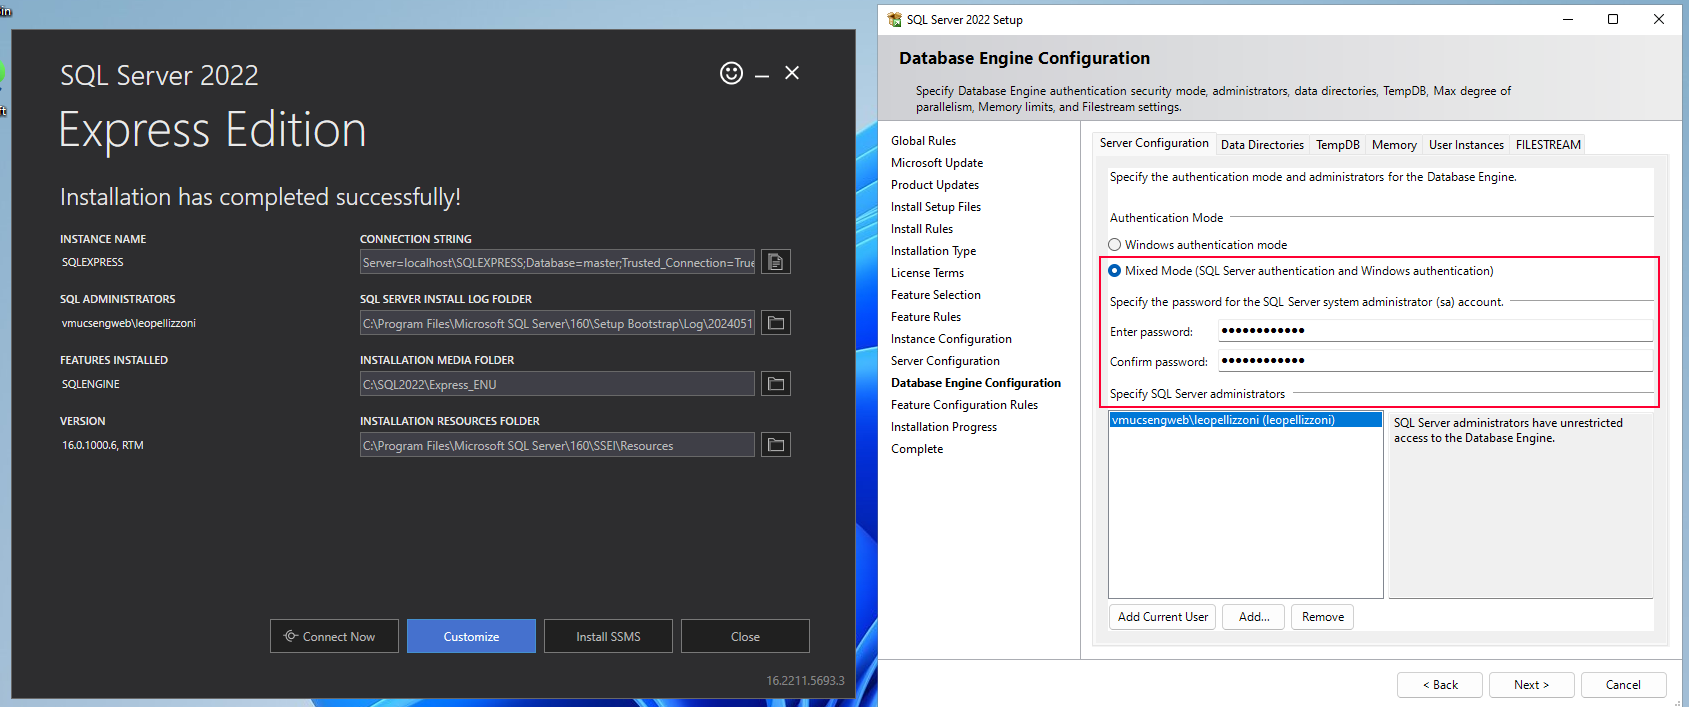 in
ft
SQL Server 2022
Express Edition
Installation has completed successfully!
INSTANCE NAME
SQLEXPRESS
CONNECTION STRING
Server=localhost\SQLEXPRESS;Database=master;Trusted_Connection=True
SQL ADMINISTRATORS
vmucsengweb\leopellizzoni
SQL SERVER INSTALL LOG FOLDER
C:\Program Files\Microsoft SQL Server\160\Setup Bootstrap\Log\2024051
FEATURES INSTALLED
SQLENGINE
INSTALLATION MEDIA FOLDER
C:\SQL2022\Express_ENU
VERSION
16.0.1000.6, RTM
INSTALLATION RESOURCES FOLDER
C:\Program Files\Microsoft SQL Server\160\SSEI\Resources
Connect Now
Customize
Install SSMS
Close
16.2211.5693.3
SQL Server 2022 Setup
Database Engine Configuration
Specify Database Engine authentication security mode, administrators, data directories, TempDB, Max degree of
parallelism, Memory limits, and Filestream settings.
Global Rules
Microsoft Update
Product Updates
Install Setup Files
Install Rules
Installation Type
License Terms
Feature Selection
Feature Rules
Instance Configuration
Server Configuration
Database Engine Configuration
Feature Configuration Rules
Installation Progress
Complete
Server Configuration
Data Directories
TempDB
Memory
User Instances
FILESTREAM
Specify the authentication mode and administrators for the Database Engine.
Authentication Mode
Windows authentication mode
Mixed Mode (SQL Server authentication and Windows authentication)
Specify the password for the SQL Server system administrator (sa) account.
Enter password: ●●●●●●●●●●●●
Confirm password: ●●●●●●●●●●●●
Specify SQL Server administrators
vmucsengweb\leopellizzoni (leopellizzoni)
SQL Server administrators have unrestricted
access to the Database Engine.
Add Current User
Add...
Remove
< Back
Next >
Cancel